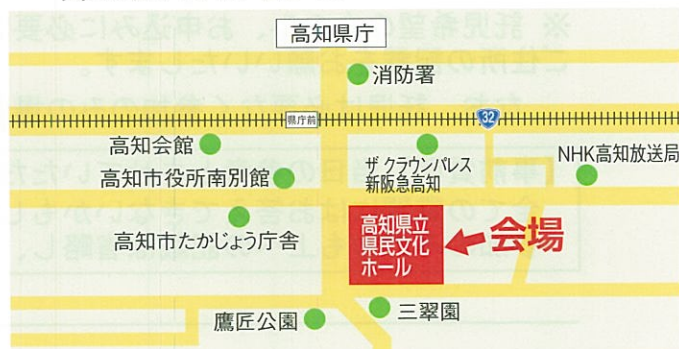 高知県庁
消防署
県庁前
32
高知会館
ザ クラウンパレス
新阪急高知
NHK高知放送局
高知市役所南別館
高知市たかじょう庁舎
高知県立
県民文化
ホール
会場
鷹匠公園
三翠園